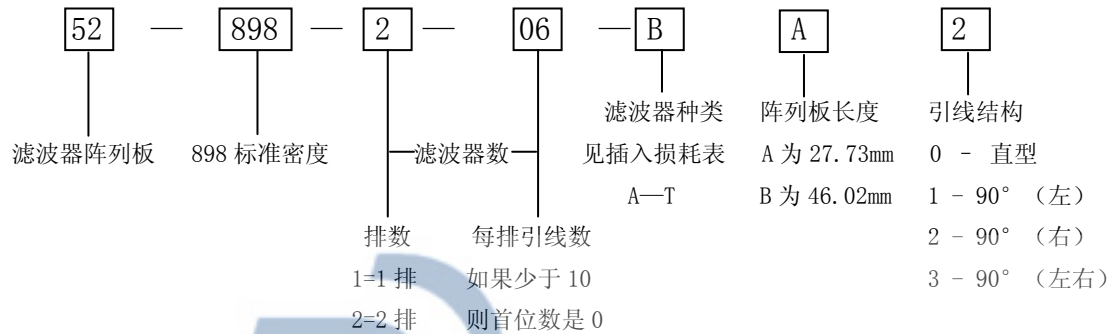 52 — 898 — 2 — 06 — B A 2
滤波器种类 阵列板长度 引线结构
滤波器阵列板 898 标准密度 滤波器数 见插入损耗表 A 为 27.73mm 0 - 直型
A—T B 为 46.02mm 1 - 90° （左）
排数 每排引线数 2 - 90° （右）
1=1 排 如果少于 10 3 - 90° （左右）
2=2 排 则首位数是 0